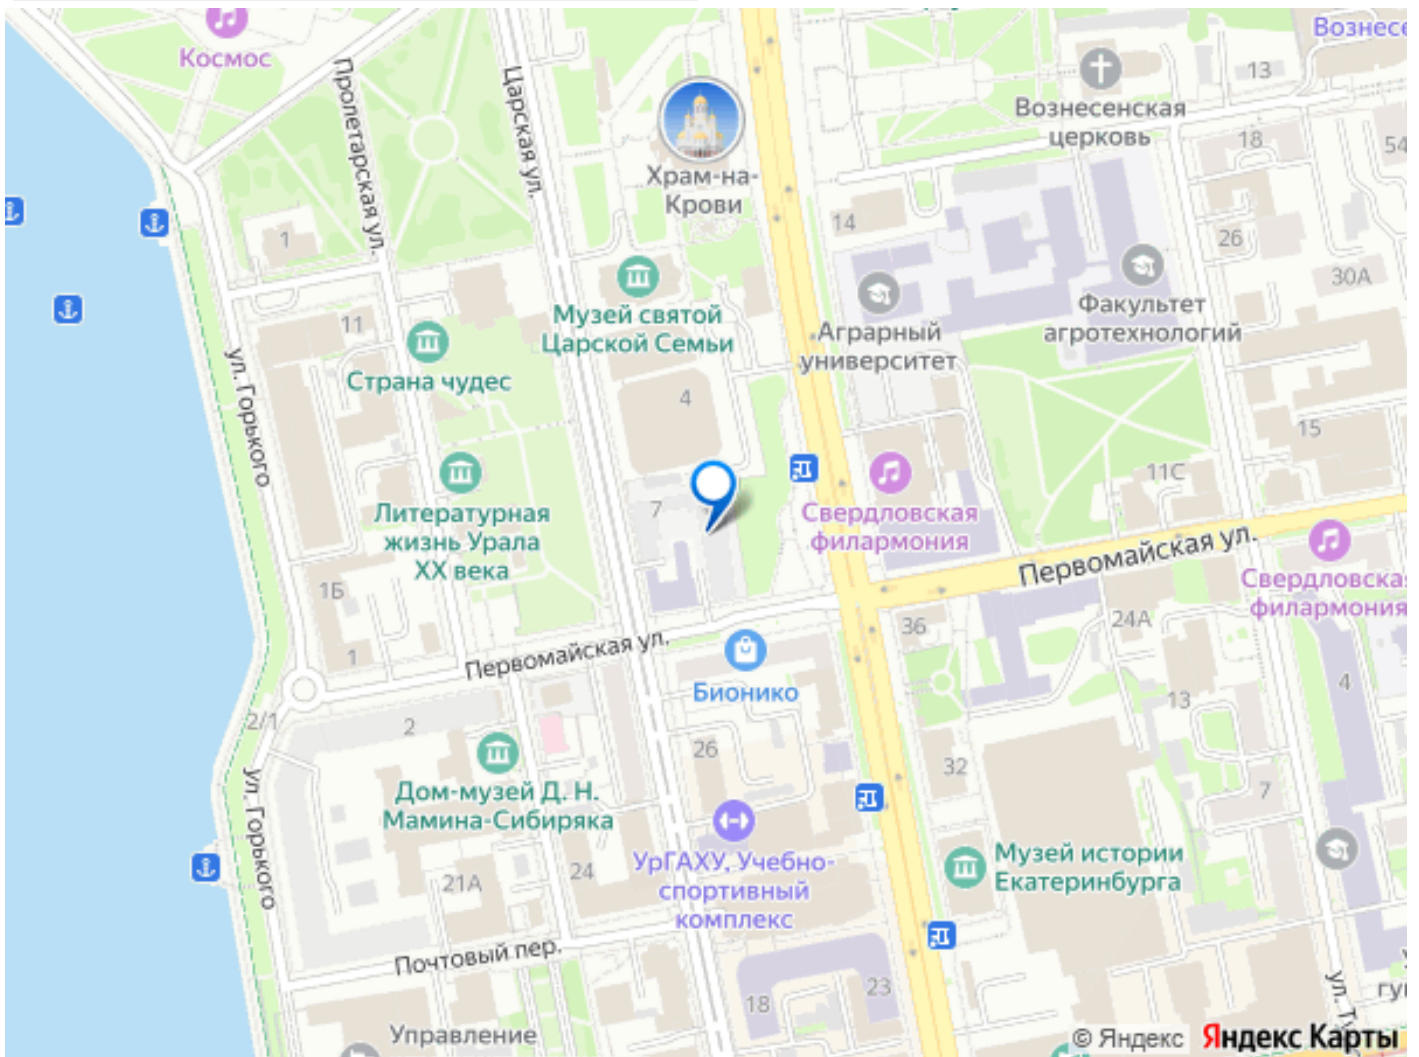 Космос
Вознесе
13
Вознесенская
церковь
18
54
Пролетарская ул.
Царская ул.
Храм-на-
Крови
14
26
1
30А
Факультет
агротехнологий
Музей святой
Царской Семьи
Аграрный
университет
11
Страна чудес
ул. Горького
4
15
11С
7
Литературная
жизнь Урала
XX века
Свердловская
филармония
Первомайская ул.
Свердловска
филармония
1Б
24А
36
1
Первомайская ул.
Бионико
4
13
2/1
2
26
32
7
Дом-музей Д. Н.
Мамина-Сибиряка
ул. Горького
УрГАХУ, Учебно-
спортивный
комплекс
Музей истории
Екатеринбурга
24
21А
Почтовый пер.
18
23
ул. Ту
гу
Управление
© Яндекс
Яндекс Карты